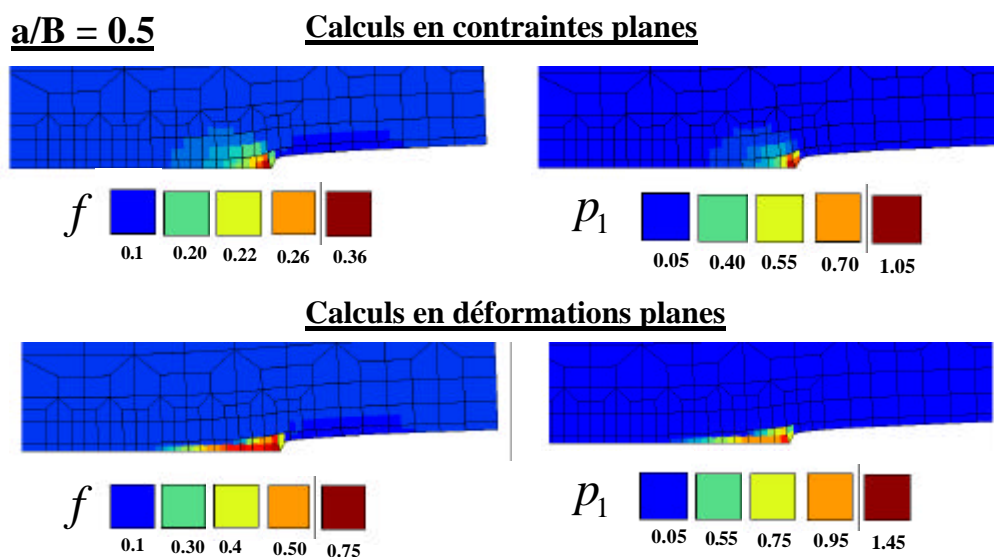 a/B = 0.5
Calculs en contraintes planes
f
0.1 0.20 0.22 0.26 0.36
p1
0.05 0.40 0.55 0.70 1.05
Calculs en déformations planes
f
0.1 0.30 0.4 0.50 0.75
p1
0.05 0.55 0.75 0.95 1.45